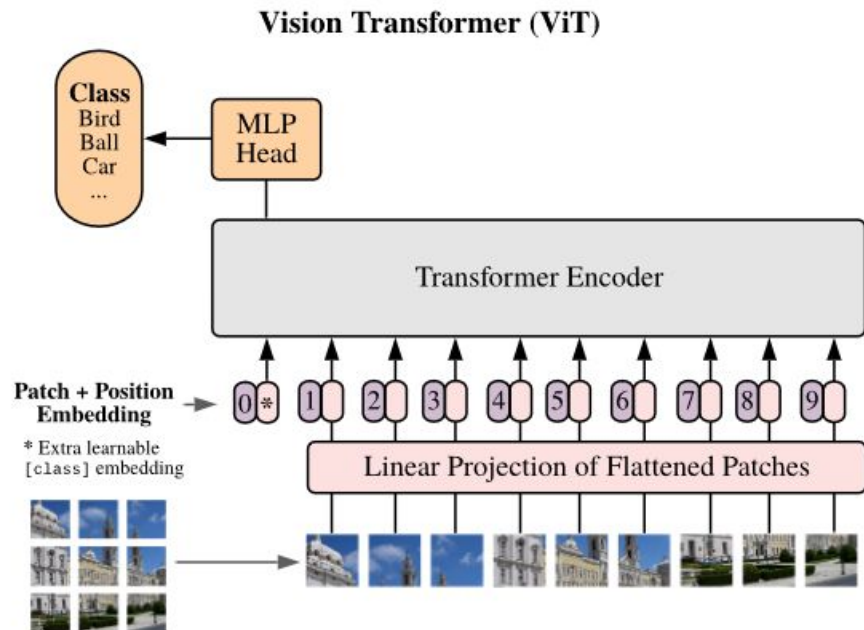 Vision Transformer (ViT)
Class
Bird
Ball
Car
...
MLP
Head
Transformer Encoder
Patch + Position
Embedding
0 * 1 2 3 4 5 6 7 8 9
* Extra learnable
[class] embedding
Linear Projection of Flattened Patches